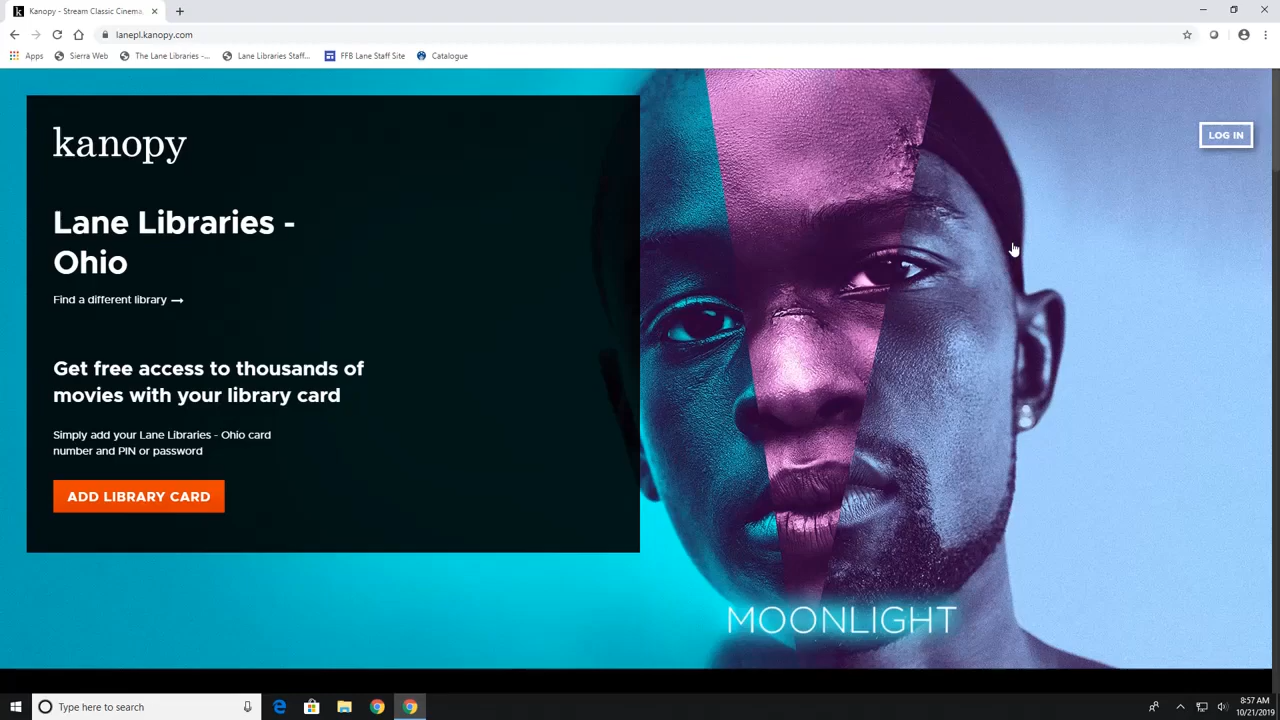 Kanopy - Stream Classic Cinema,
lanepl.kanopy.com
Apps
Sierra Web
The Lane Libraries -...
Lane Libraries Staff...
FFB Lane Staff Site
Catalogue
LOG IN
kanopy
Lane Libraries -
Ohio
Find a different library
Get free access to thousands of
movies with your library card
Simply add your Lane Libraries - Ohio card
number and PIN or password
ADD LIBRARY CARD
MOONLIGHT
Type here to search
8:57 AM
10/21/2019